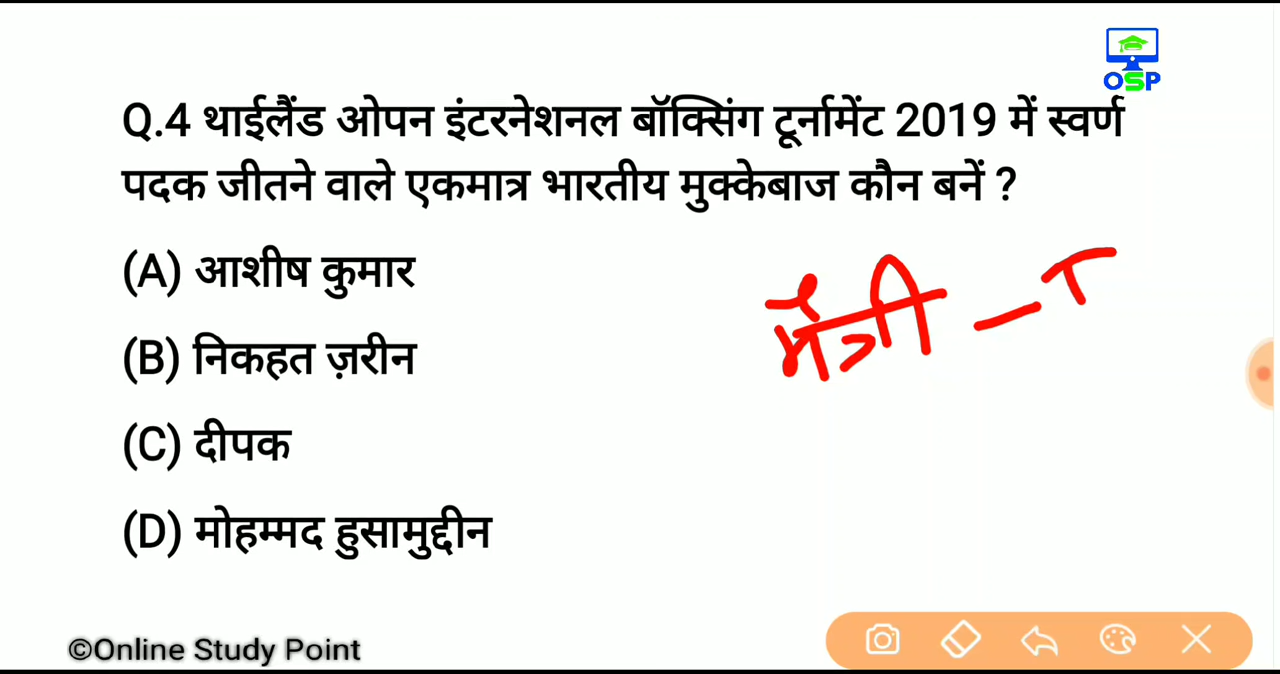 OSP
Q.4 थाईलैंड ओपन इंटरनेशनल बॉक्सिंग टूर्नामेंट 2019 में स्वर्ण
पदक जीतने वाले एकमात्र भारतीय मुक्केबाज कौन बनें ?
(A) आशीष कुमार
मैत्री – T
(B) निकहत ज़रीन
(C) दीपक
(D) मोहम्मद हुसामुद्दीन
©Online Study Point